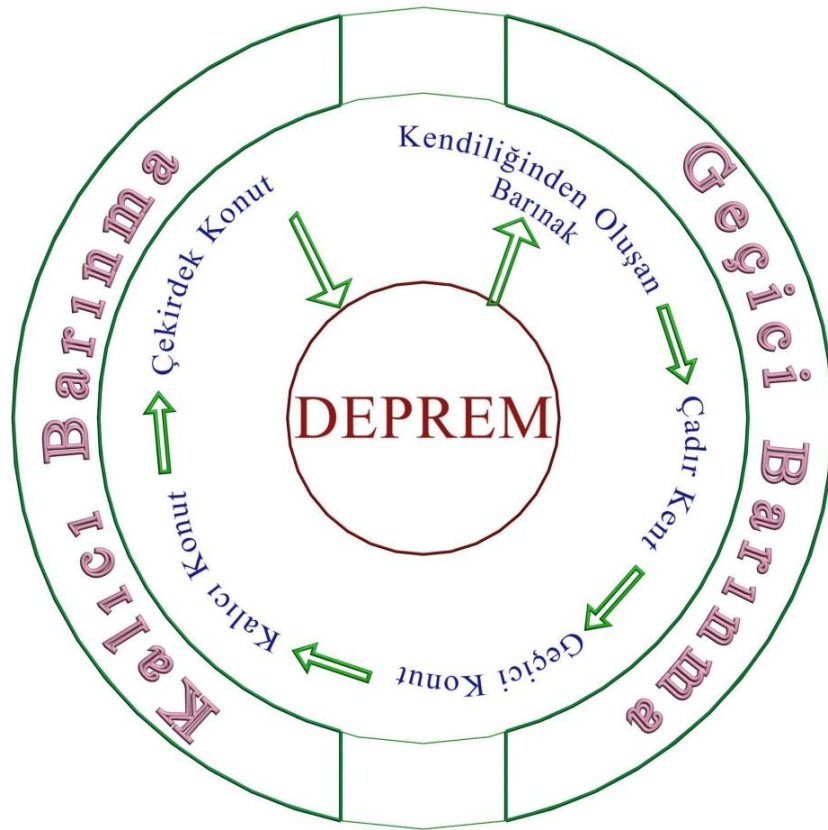 DEPREM
Kendiliğinden Oluşan
Barınak
Çadır Kent
Geçici Konut
Kalıcı Konut
Çekirdek Konut
Geçici Barınma
Kalıcı Barınma